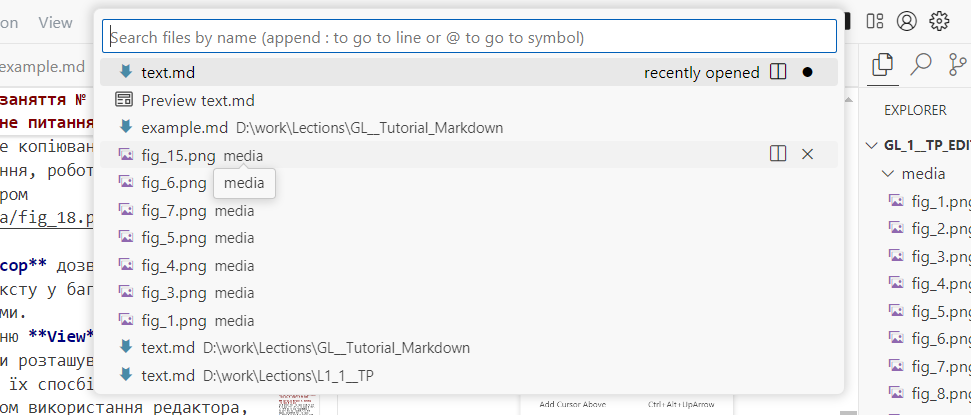 on View
Search files by name (append : to go to line or @ to go to symbol)
example.md
text.md recently opened
EXPLORER
заняття №
Preview text.md
не питання
example.md D:\work\Lections\GL__Tutorial_Markdown
GL_1__TP_EDI
е копіюван
fig_15.png media
media
ння, робот
fig_6.png media
ром
fig_1.png
a/fig_18.p
fig_7.png media
fig_2.png
fig_5.png media
fig_3.png
сор** дозв
fig_4.png media
fig_4.png
ксту у баг
fig_3.png media
fig_5.png
ми.
fig_1.png media
fig_6.png
ню **View*
text.md D:\work\Lections\GL__Tutorial_Markdown
и розташув
fig_7.png
їх спосбі
text.md D:\work\Lections\L1_1__TP
fig_8.png
ом використання редактора,
Add Cursor Above Ctrl+Alt+UpArrow